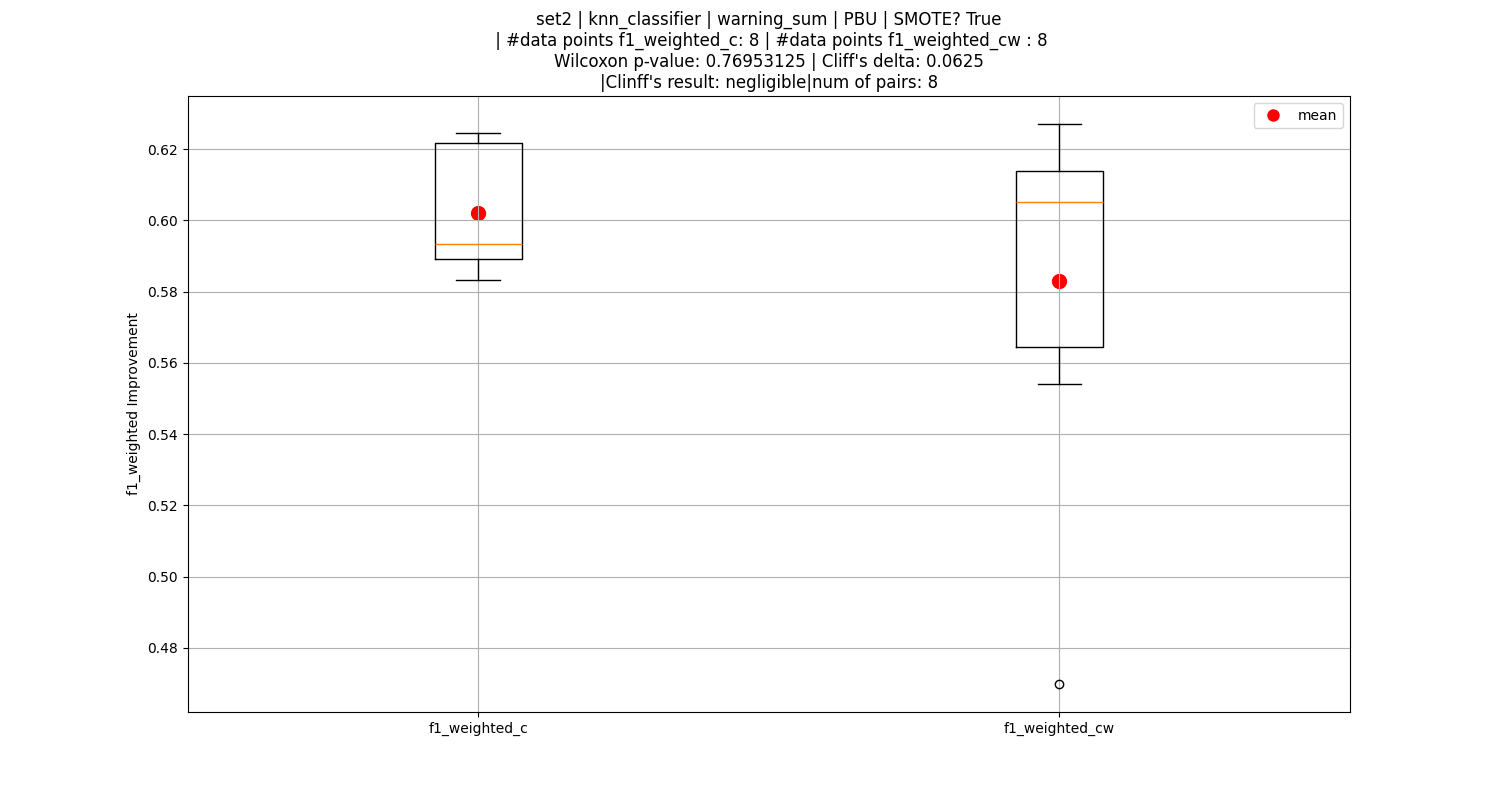 set2 | knn_classifier | warning_sum | PBU | SMOTE? True
| #data points f1_weighted_c: 8 | #data points f1_weighted_cw : 8
Wilcoxon p-value: 0.76953125 | Cliff's delta: 0.0625
|Clinff's result: negligible|num of pairs: 8
mean
0.62
0.60
0.58
0.56
0.54
0.52
0.50
0.48
f1_weighted Improvement
f1_weighted_c
f1_weighted_cw